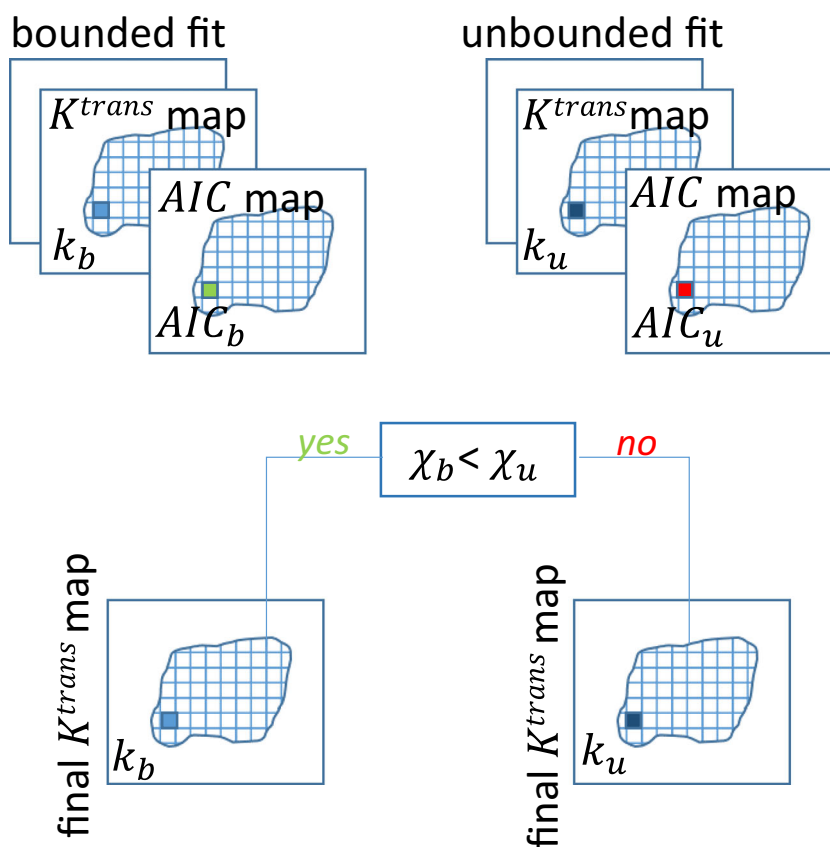 bounded fit
unbounded fit
K^{trans} map
k_b
AIC map
AIC_b
K^{trans} map
k_u
AIC map
AIC_u
yes
χ_b < χ_u
no
final K^{trans} map
k_b
final K^{trans} map
k_u